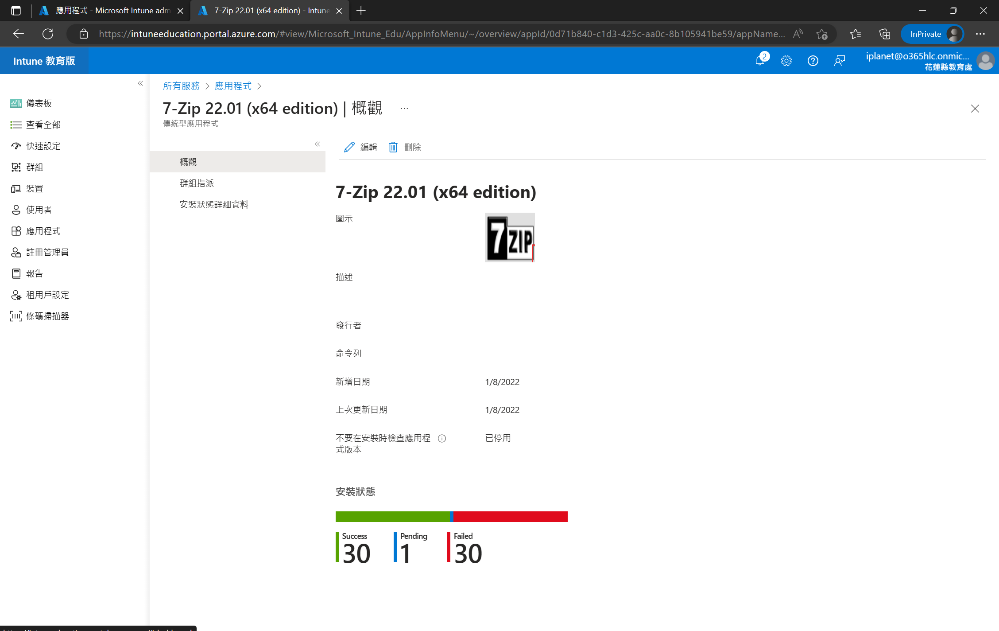 應用程式 - Microsoft Intune adm
7-Zip 22.01 (x64 edition) - Intune
https://intuneeducation.portal.azure.com/#view/Microsoft_Intune_Edu/AppInfoMenu/~/overview/appId/0d71b840-c1d3-425c-aa0c-8b105941be59/appName...
InPrivate
Intune 教育版
2
iplanet@o365hlc.onmic...
花蓮縣教育處
儀表板
查看全部
快速設定
群組
裝置
使用者
應用程式
註冊管理員
報告
租用戶設定
條碼掃描器
所有服務 > 應用程式 >
7-Zip 22.01 (x64 edition) | 概觀 ...
傳統型應用程式
概觀
群組指派
安裝狀態詳細資料
編輯 刪除
7-Zip 22.01 (x64 edition)
圖示
7 ZIP
描述
發行者
命令列
新增日期 1/8/2022
上次更新日期 1/8/2022
不要在安裝時檢查應用程 已停用
式版本
安裝狀態
Success Pending Failed
30 1 30